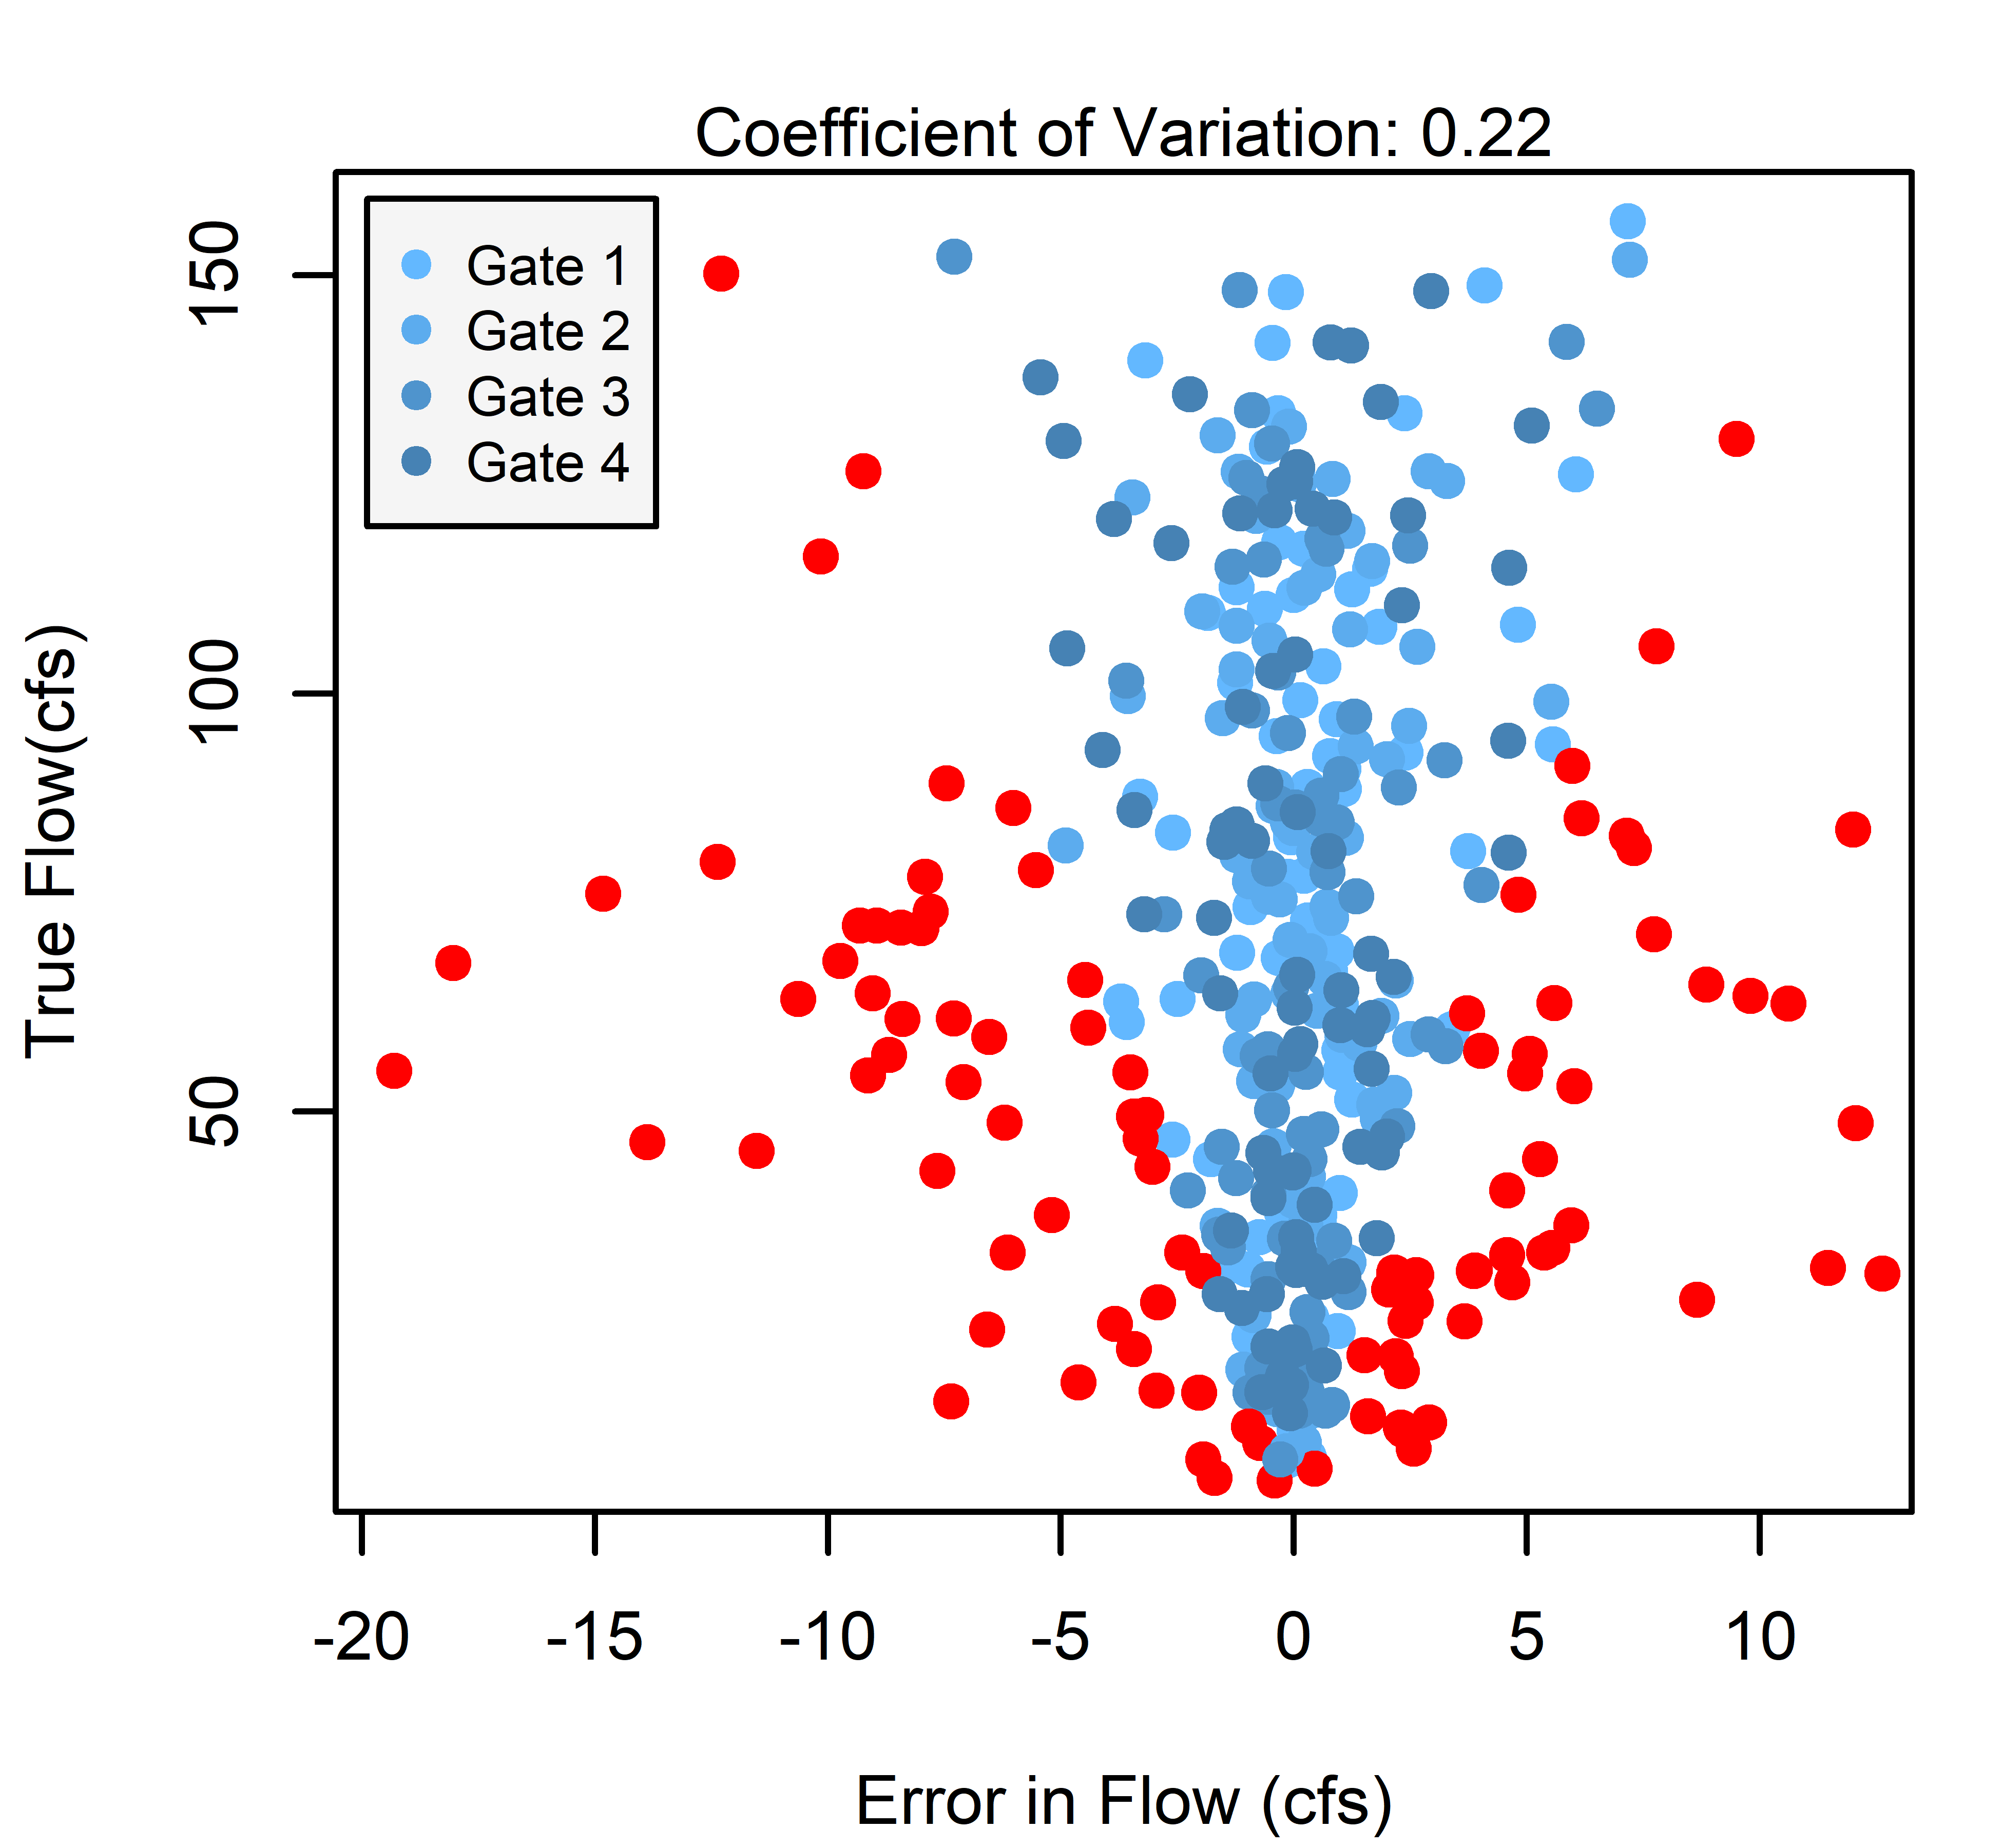 Coefficient of Variation: 0.22
Gate 1
Gate 2
Gate 3
Gate 4
True Flow(cfs)
150
100
50
-20 -15 -10 -5 0 5 10
Error in Flow (cfs)